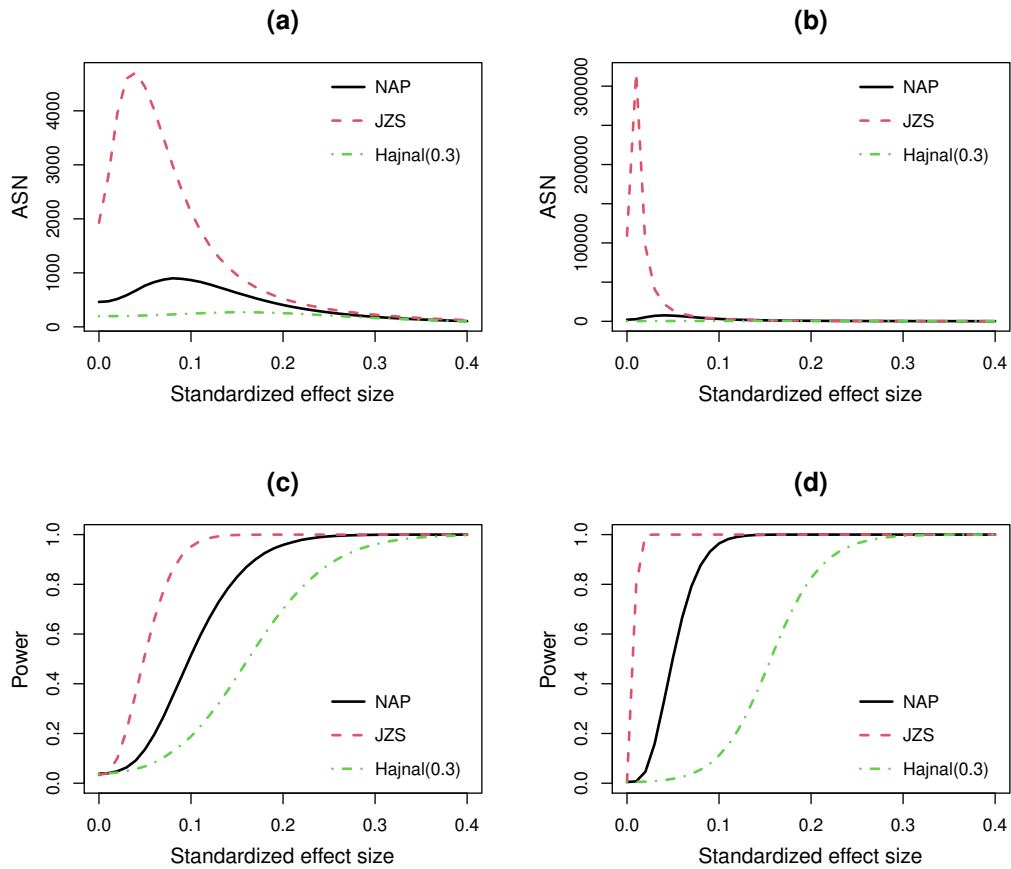 (a)
ASN
0 1000 2000 3000 4000
0.0 0.1 0.2 0.3 0.4
Standardized effect size
NAP
JZS
Hajnal(0.3)
(b)
ASN
0 100000 200000 300000
0.0 0.1 0.2 0.3 0.4
Standardized effect size
NAP
JZS
Hajnal(0.3)
(c)
Power
0.0 0.2 0.4 0.6 0.8 1.0
0.0 0.1 0.2 0.3 0.4
Standardized effect size
NAP
JZS
Hajnal(0.3)
(d)
Power
0.0 0.2 0.4 0.6 0.8 1.0
0.0 0.1 0.2 0.3 0.4
Standardized effect size
NAP
JZS
Hajnal(0.3)